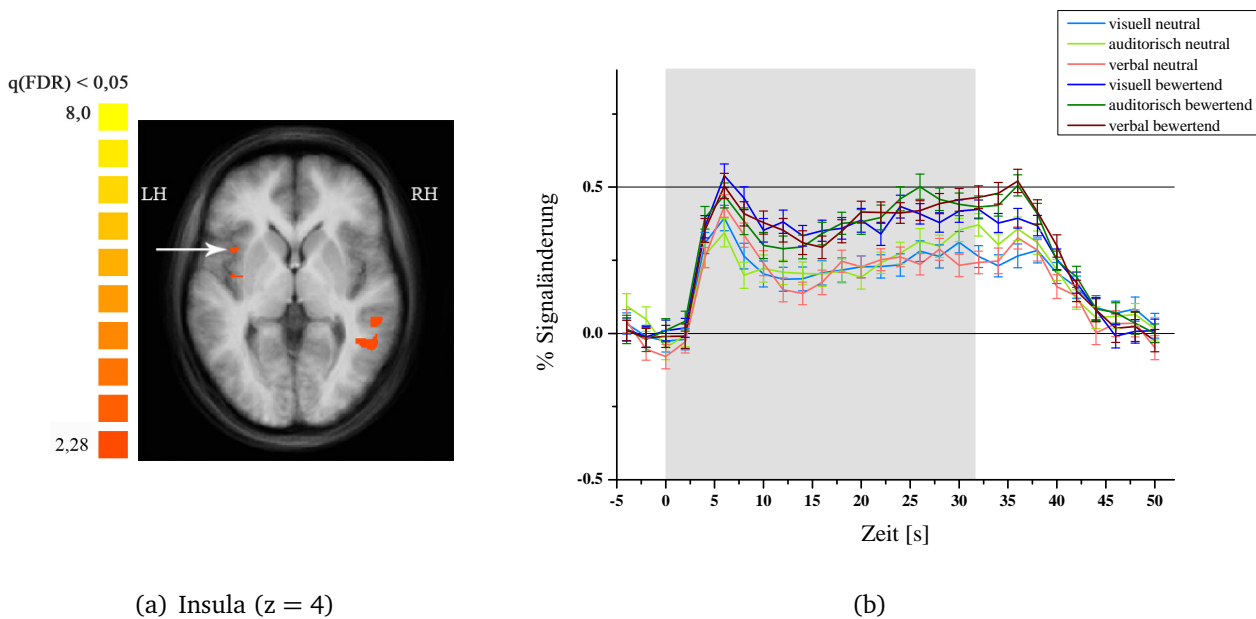 q(FDR) < 0,05
8,0
2,28
LH
RH
(a) Insula (z = 4)
visuell neutral
auditorisch neutral
verbal neutral
visuell bewertend
auditorisch bewertend
verbal bewertend
% Signaländerung
0.5
0.0
-0.5
-5 0 5 10 15 20 25 30 35 40 45 50
Zeit [s]
(b)